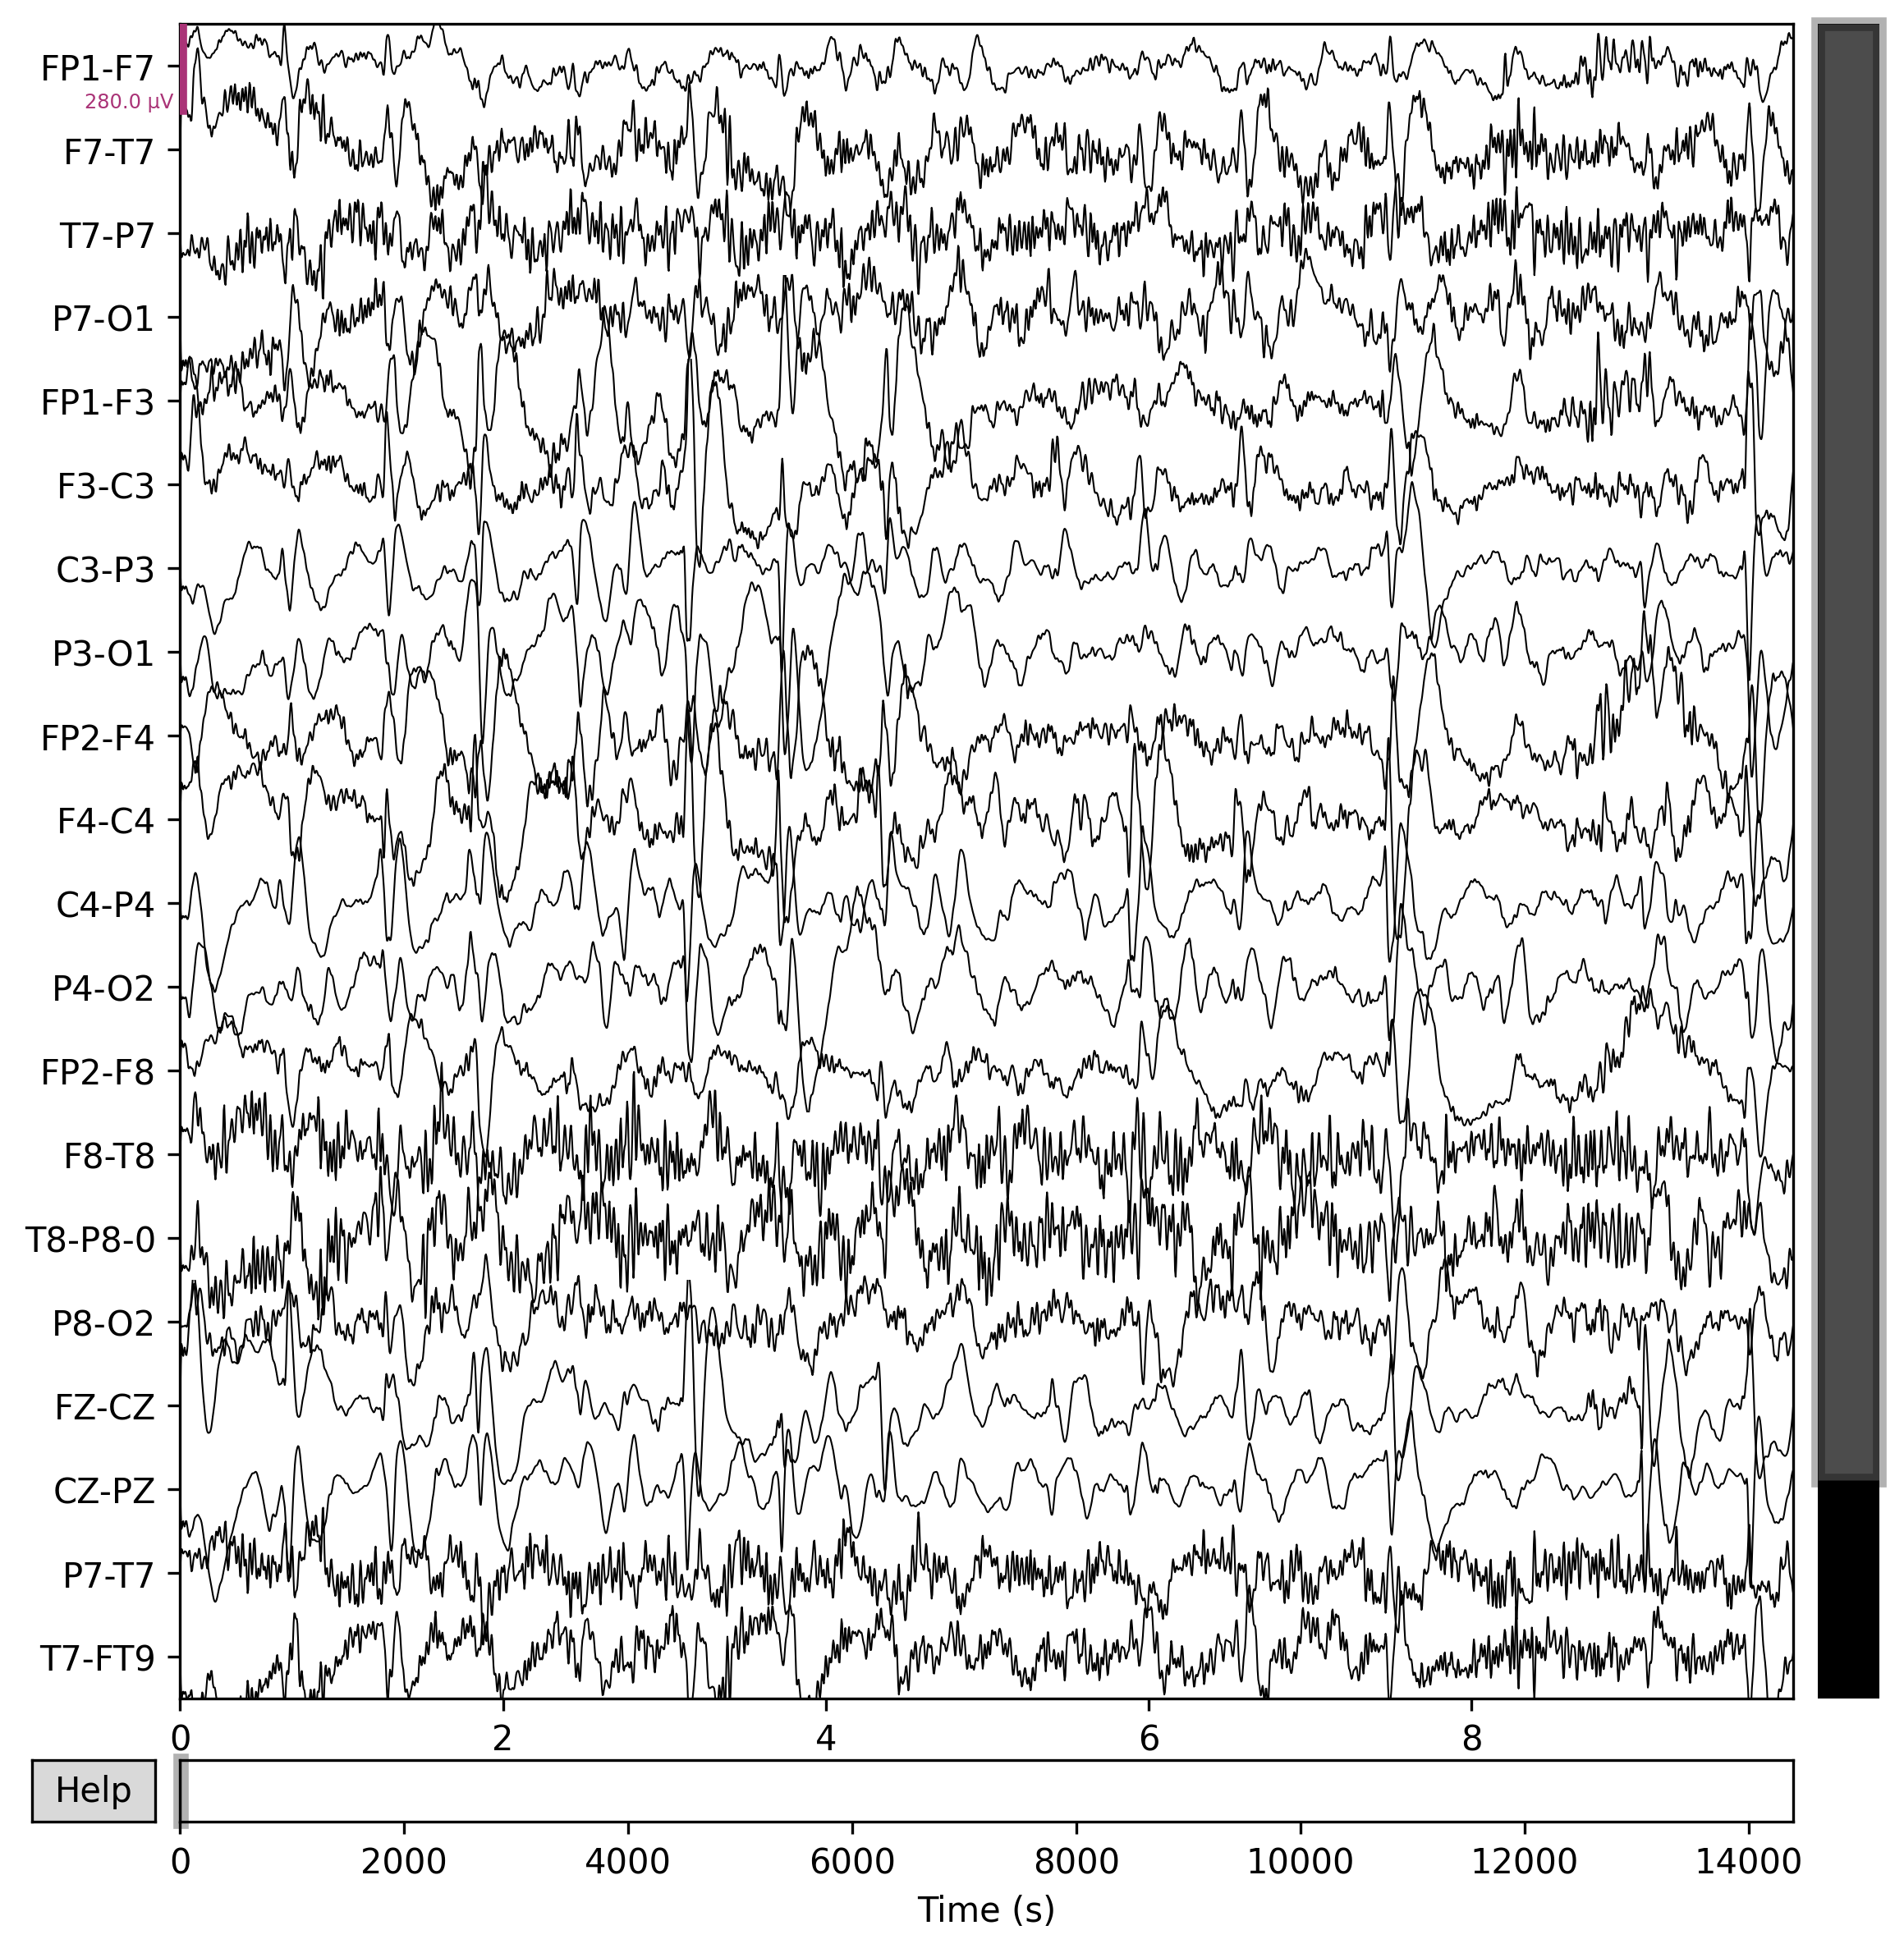 FP1-F7
280.0 µV
F7-T7
T7-P7
P7-O1
FP1-F3
F3-C3
C3-P3
P3-O1
FP2-F4
F4-C4
C4-P4
P4-O2
FP2-F8
F8-T8
T8-P8-0
P8-O2
FZ-CZ
CZ-PZ
P7-T7
T7-FT9
0 2 4 6 8
Help
0 2000 4000 6000 8000 10000 12000 14000
Time (s)